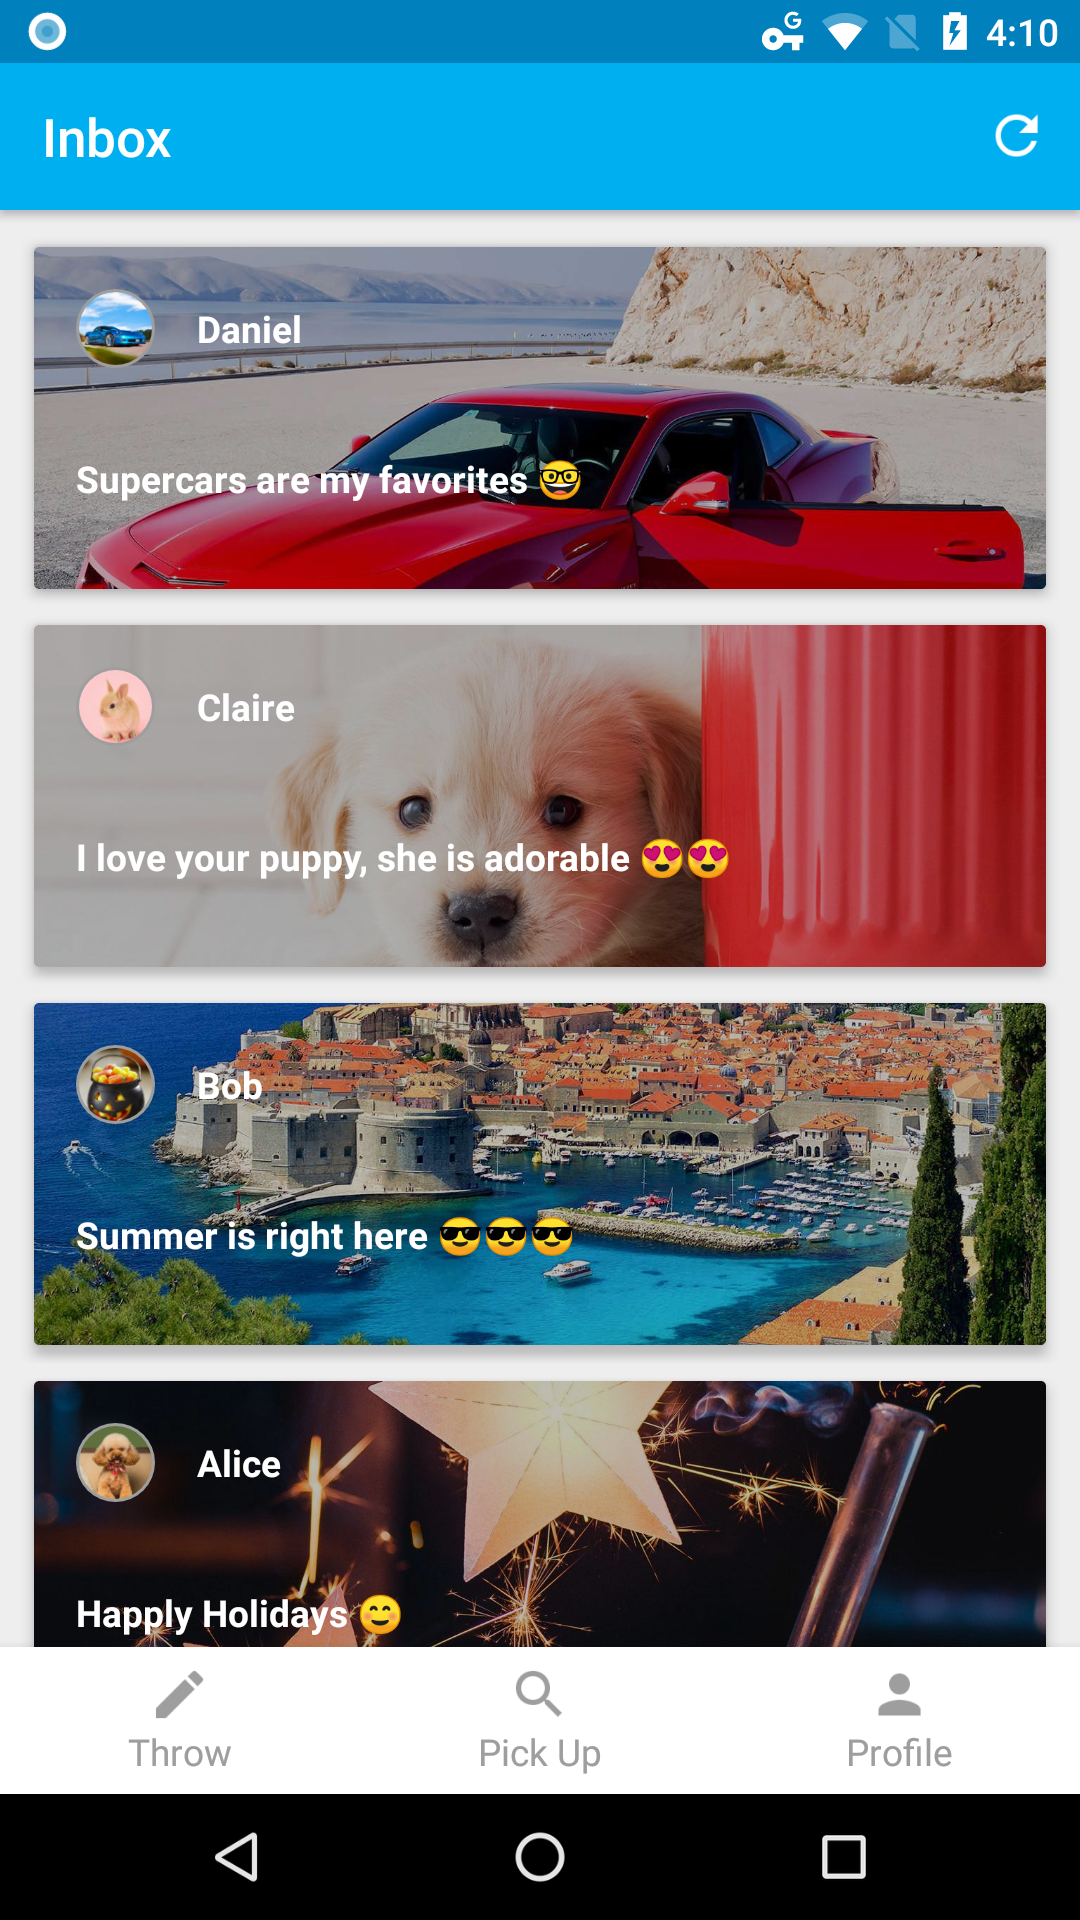 4:10
Inbox
Daniel
Supercars are my favorites 🤓
Claire
I love your puppy, she is adorable 😍😍
Bob
Summer is right here 😎😎😎
Alice
Happly Holidays 😊
Throw
Pick Up
Profile